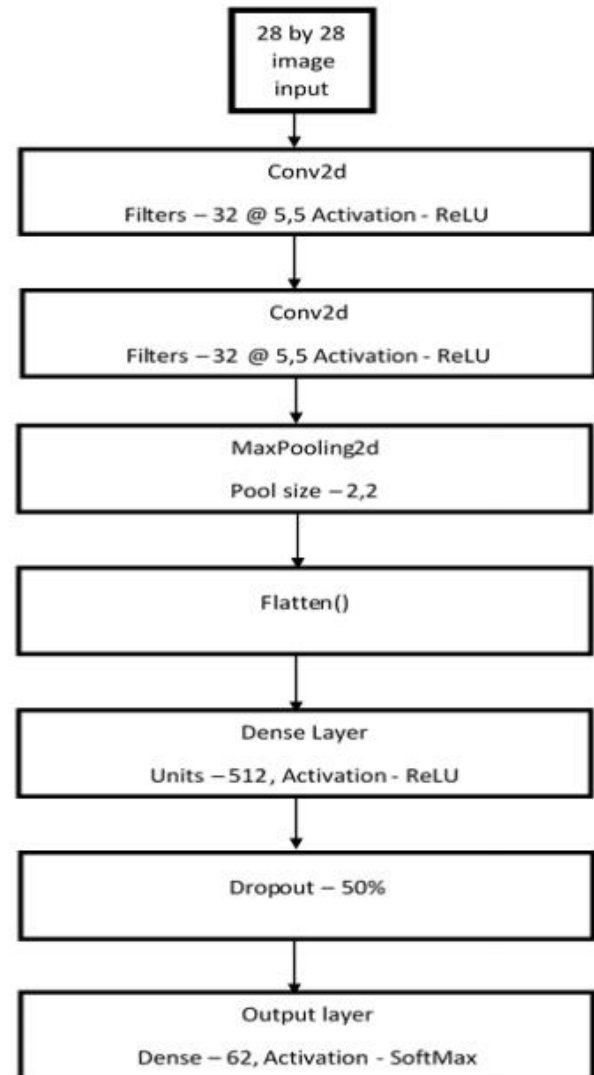 28 by 28
image
input
Conv2d
Filters – 32 @ 5,5 Activation - ReLU
Conv2d
Filters – 32 @ 5,5 Activation - ReLU
MaxPooling2d
Pool size – 2,2
Flatten()
Dense Layer
Units – 512, Activation - ReLU
Dropout – 50%
Output layer
Dense – 62, Activation - SoftMax